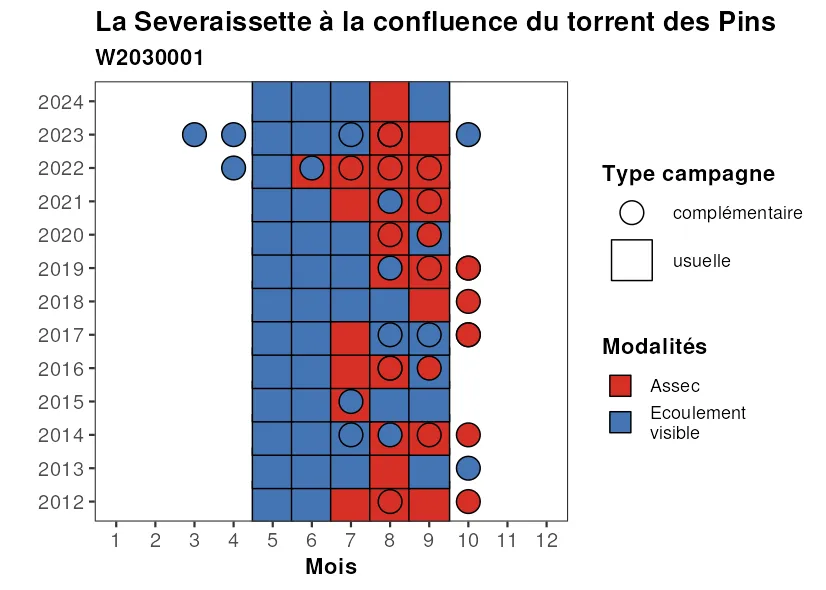 La Severaissette à la confluence du torrent des Pins
W2030001
2024
2023
2022
2021
2020
2019
2018
2017
2016
2015
2014
2013
2012
1 2 3 4 5 6 7 8 9 10 11 12
Mois
Type campagne
complémentaire
usuelle
Modalités
Assec
Ecoulement
visible